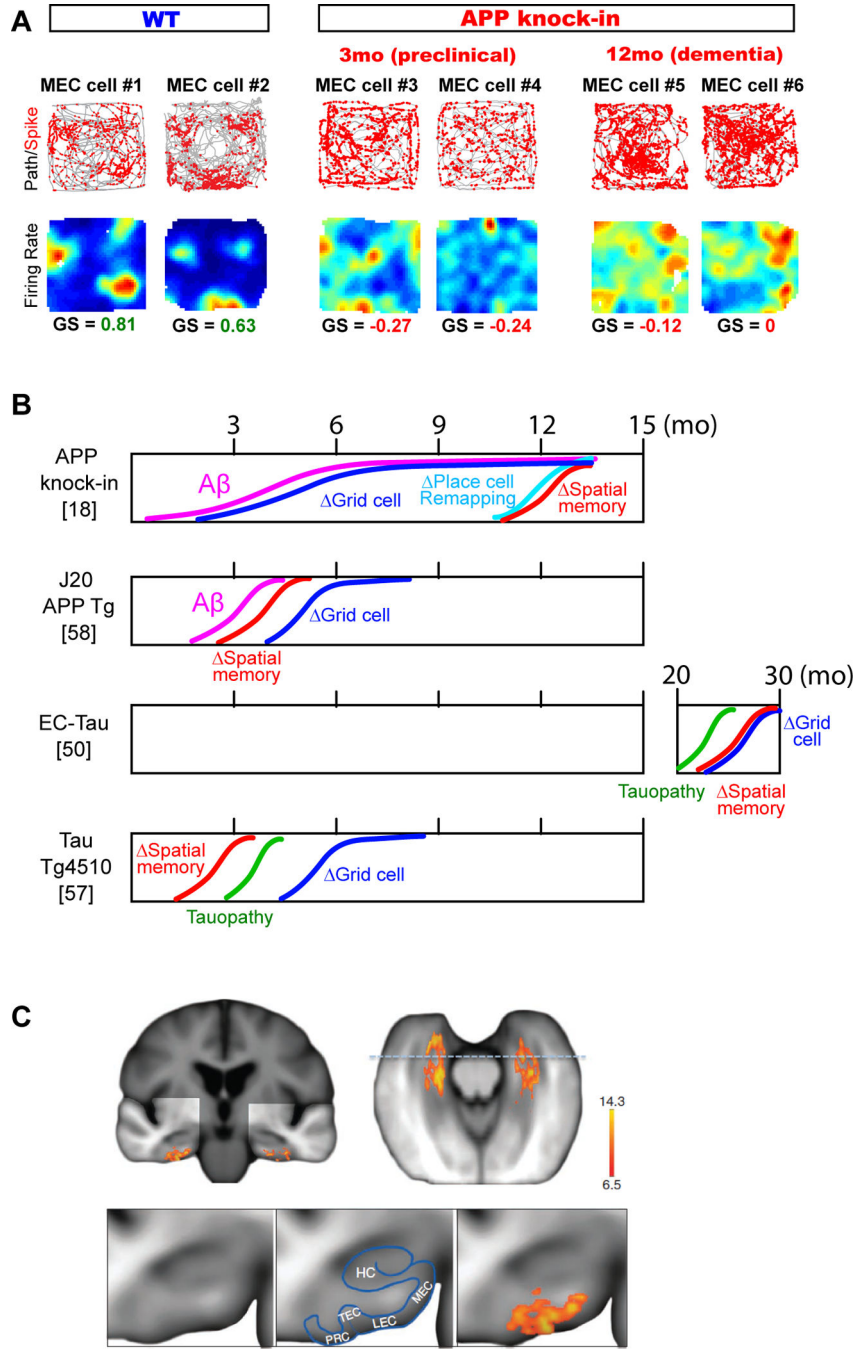 A
WT
APP knock-in
3mo (preclinical)
12mo (dementia)
MEC cell #1
MEC cell #2
MEC cell #3
MEC cell #4
MEC cell #5
MEC cell #6
Path/Spike
Firing Rate
GS = 0.81
GS = 0.63
GS = -0.27
GS = -0.24
GS = -0.12
GS = 0
B
3 6 9 12 15 (mo)
APP
knock-in
[18]
Aβ
ΔGrid cell
ΔPlace cell
Remapping
ΔSpatial
memory
J20
APP Tg
[58]
Aβ
ΔSpatial
memory
ΔGrid cell
20 30 (mo)
EC-Tau
[50]
Tauopathy
ΔSpatial
memory
ΔGrid
cell
Tau
Tg4510
[57]
ΔSpatial
memory
Tauopathy
ΔGrid cell
C
14.3
6.5
HC
MEC
TEC
LEC
PRC